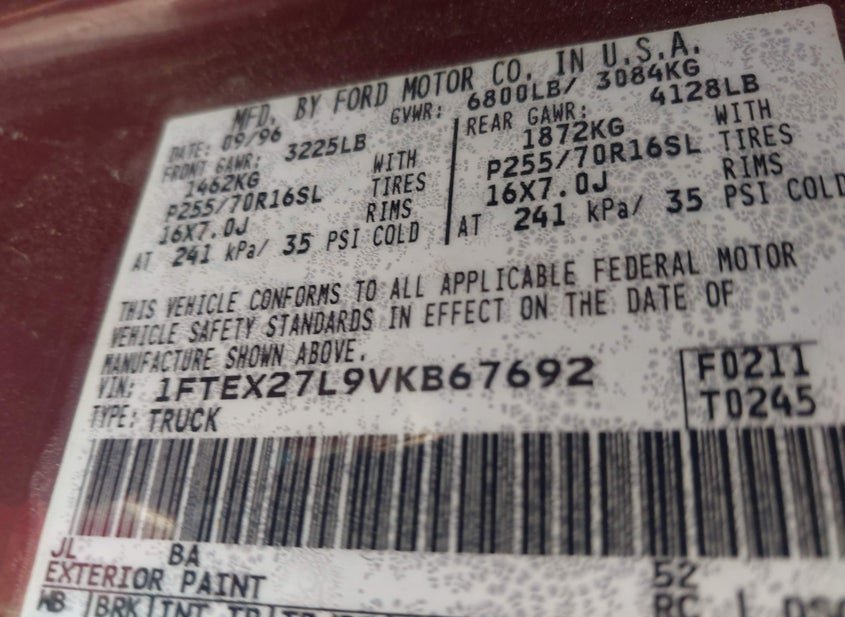 MFD. BY FORD MOTOR CO. IN U.S.A.
DATE: 09/96 GVWR: 6800LB/ 3084KG
FRONT GAWR: 3225LB
1462KG WITH
P255/70R16SL TIRES
16X7.0J RIMS
AT 241 kPa/ 35 PSI COLD
REAR GAWR: 4128LB
1872KG WITH
P255/70R16SL TIRES
16X7.0J RIMS
AT 241 kPa/ 35 PSI COLD
THIS VEHICLE CONFORMS TO ALL APPLICABLE FEDERAL MOTOR
VEHICLE SAFETY STANDARDS IN EFFECT ON THE DATE OF
MANUFACTURE SHOWN ABOVE.
VIN: 1FTEX27L9VKB67692
F0211
TYPE: TRUCK
T0245
JL BA 52
EXTERIOR PAINT
WB BRK INT RC